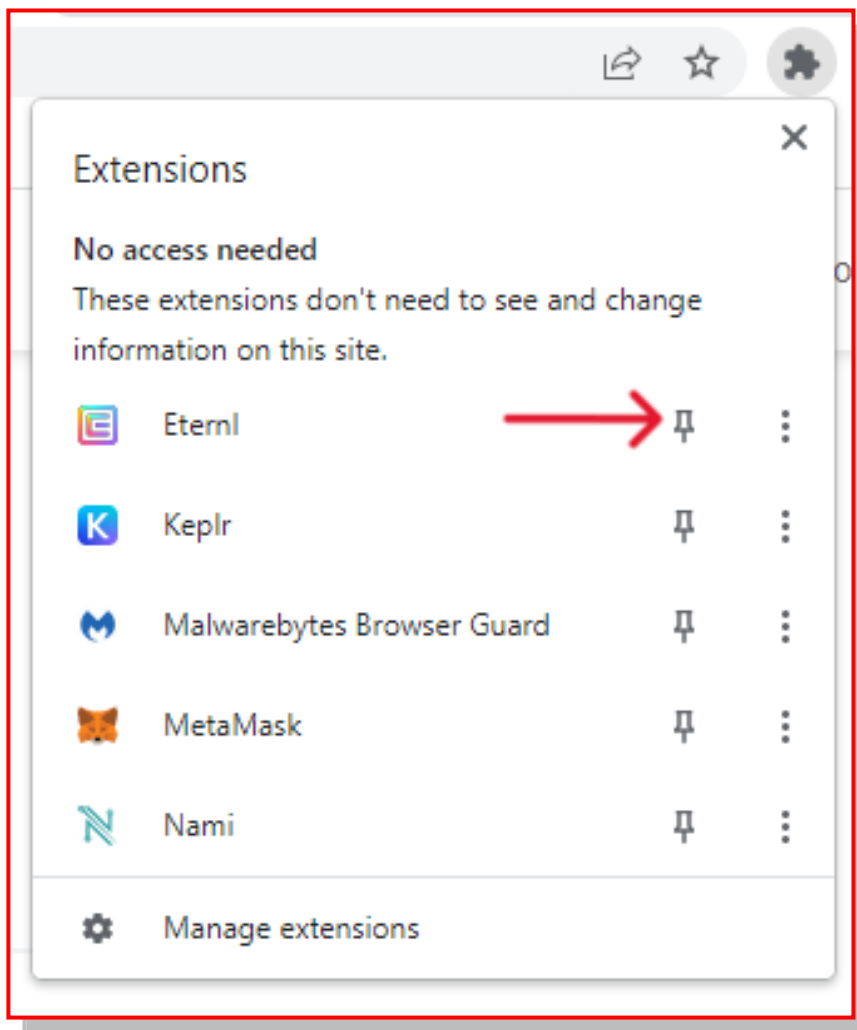 Extensions
No access needed
These extensions don't need to see and change
information on this site.
Eternl
Keplr
Malwarebytes Browser Guard
MetaMask
Nami
Manage extensions